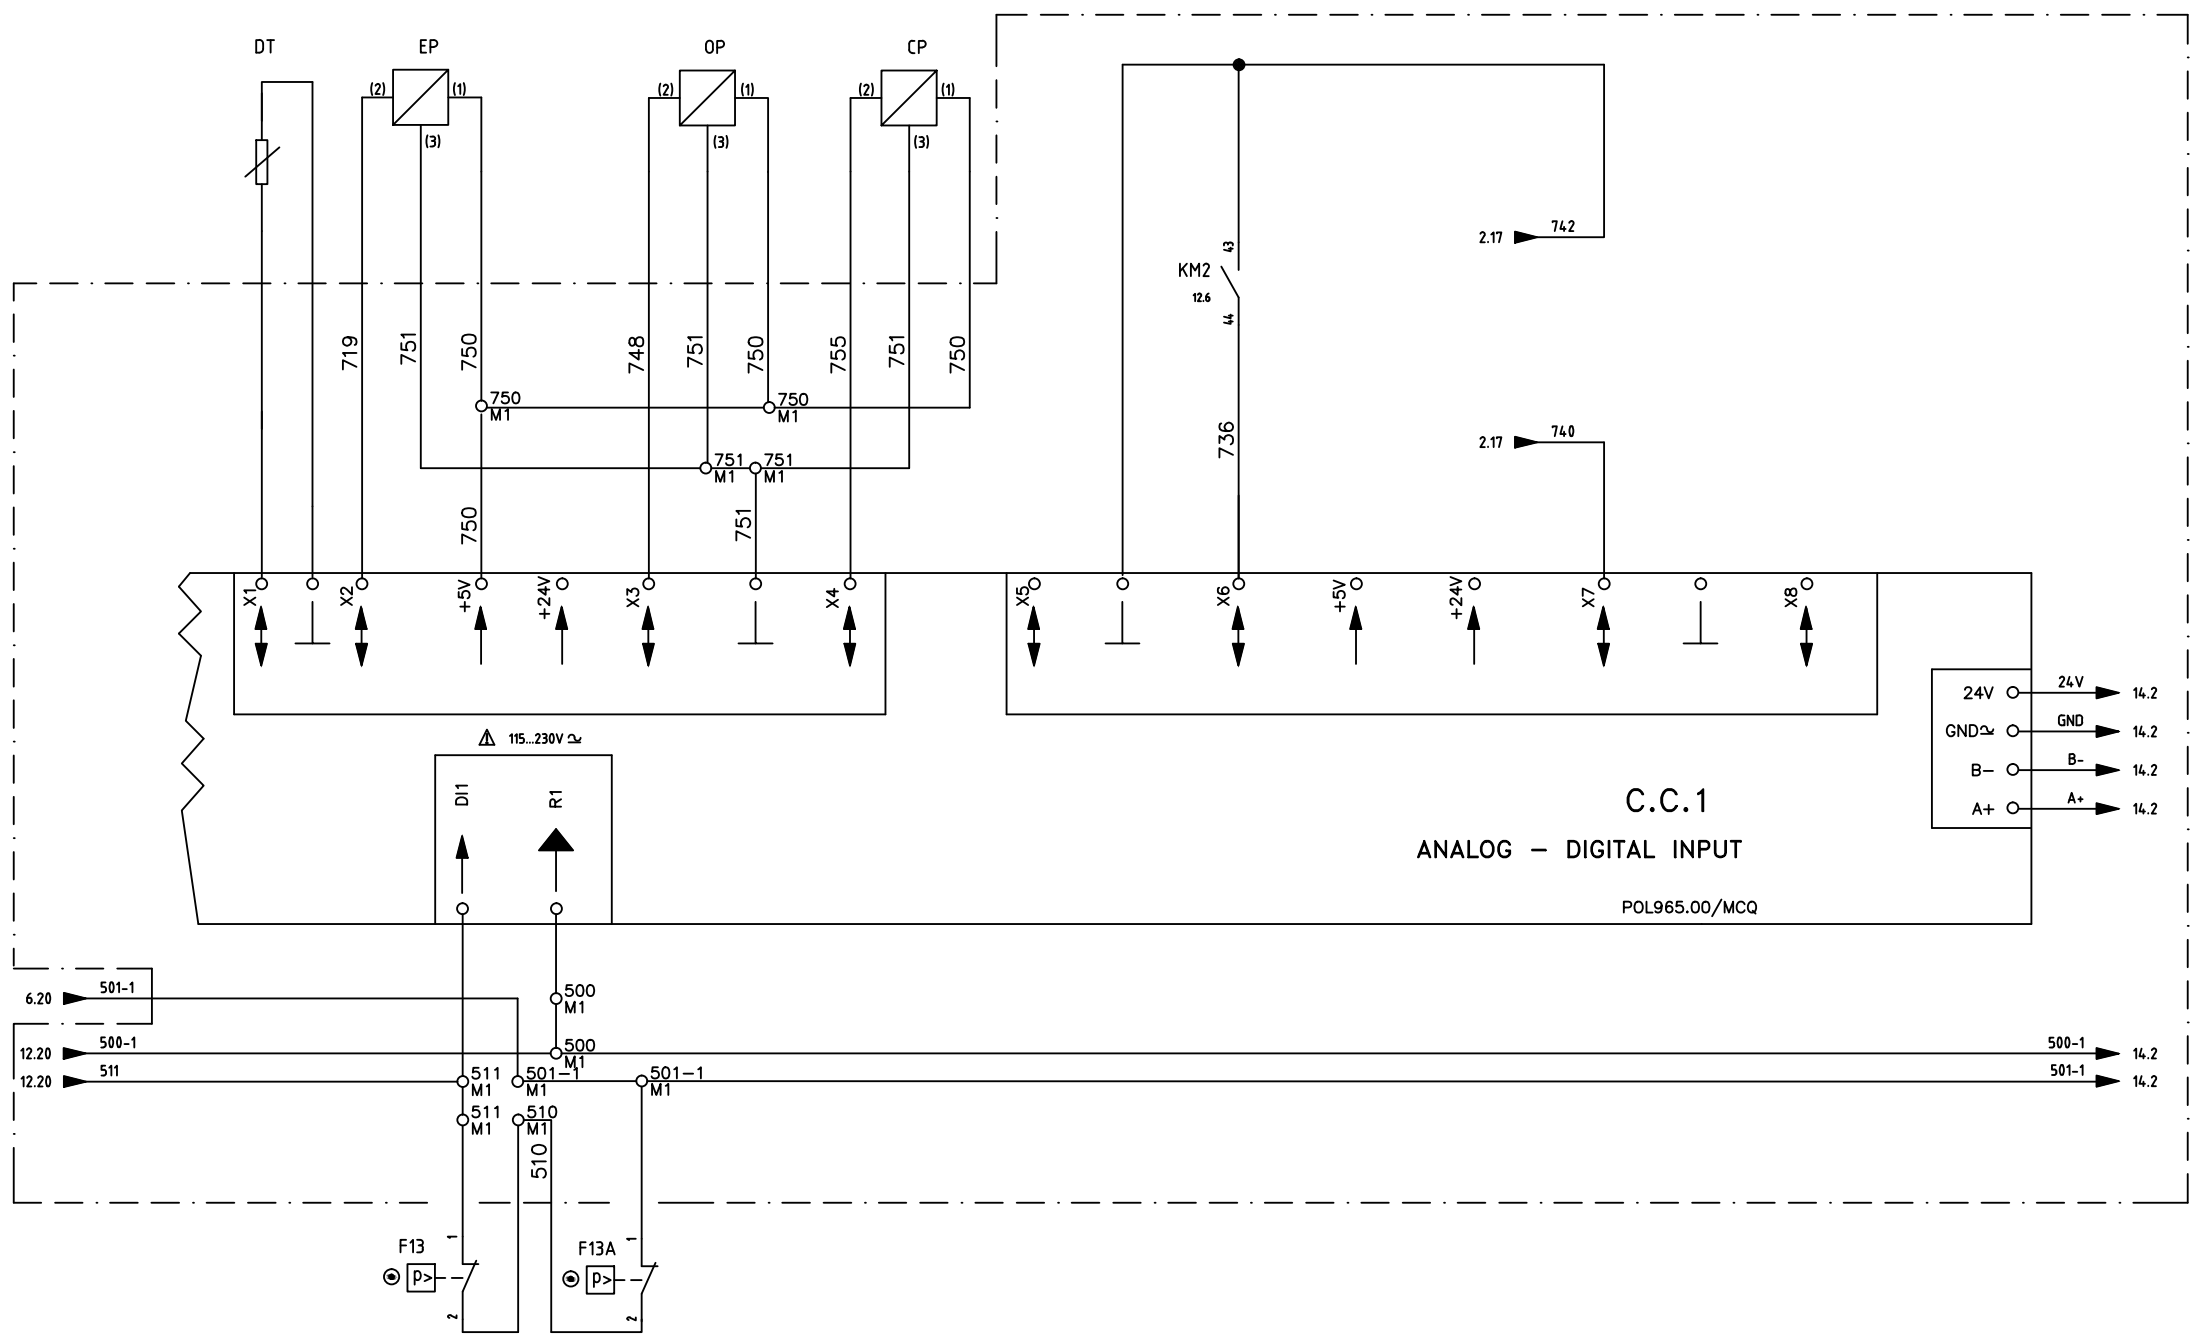 DT EP OP CP
(2) (1) (2) (1) (2) (1)
(3) (3) (3)
2.17 742
43
KM2
12.6
44
719 751 750 748 751 750 755 751 750
750 M1
750 M1
736
2.17 740
751 M1
751 M1
750
751
X1 X2 +5V +24V X3 X4 X5 X6 +5V +24V X7 X8
24V 24V 14.2
GND GND 14.2
B- B- 14.2
A+ A+ 14.2
115...230V
DI1 R1
C.C.1
ANALOG - DIGITAL INPUT
POL965.00/MCQ
6.20 501-1
500 M1
12.20 500-1
500 M1
500-1 14.2
12.20 511
511 M1
501-1 M1
501-1 M1
501-1 14.2
511 M1
510 M1
510
1 1
F13 F13A
P> P>
2 2